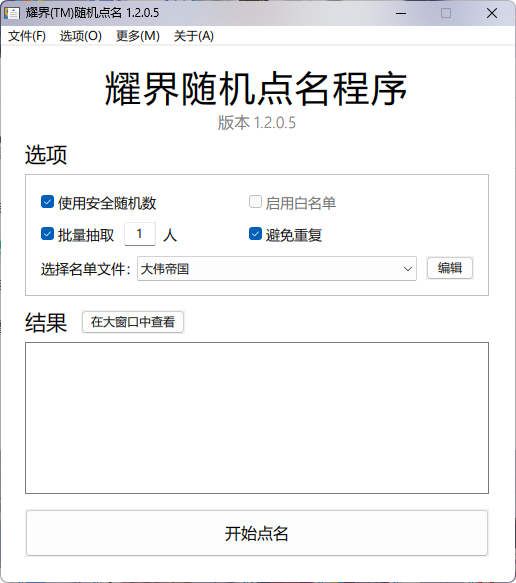 耀界(TM)随机点名 1.2.0.5
文件(F) 选项(O) 更多(M) 关于(A)
耀界随机点名程序
版本 1.2.0.5
选项
使用安全随机数 启用白名单
批量抽取 1 人 避免重复
选择名单文件： 大伟帝国 编辑
结果 在大窗口中查看
开始点名